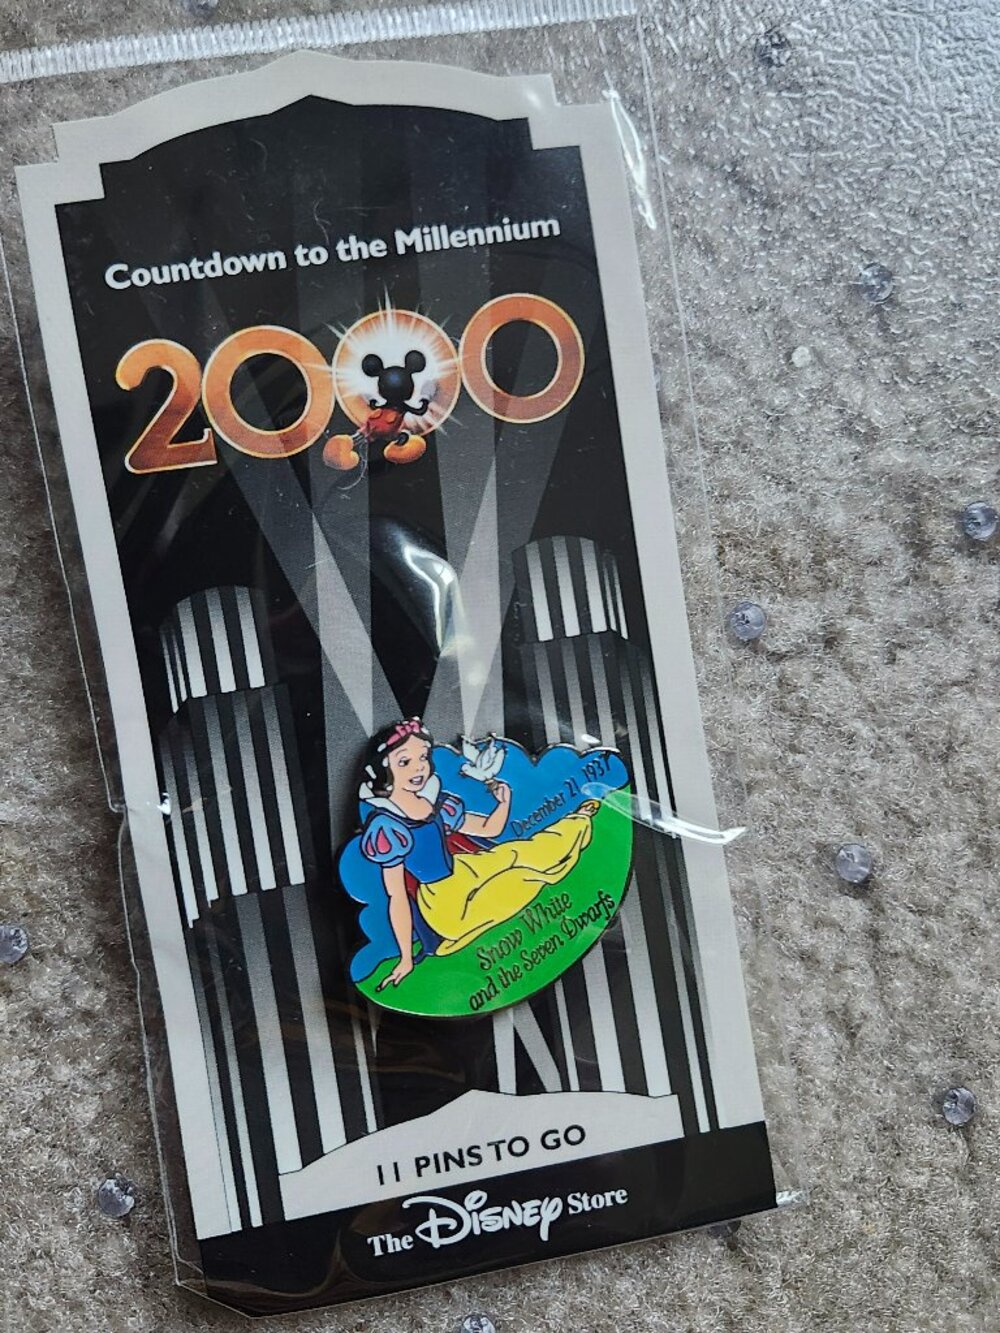 Countdown to the Millennium
2000
December 21 1937
Snow White
and the Seven Dwarfs
11 PINS TO GO
The Disney Store